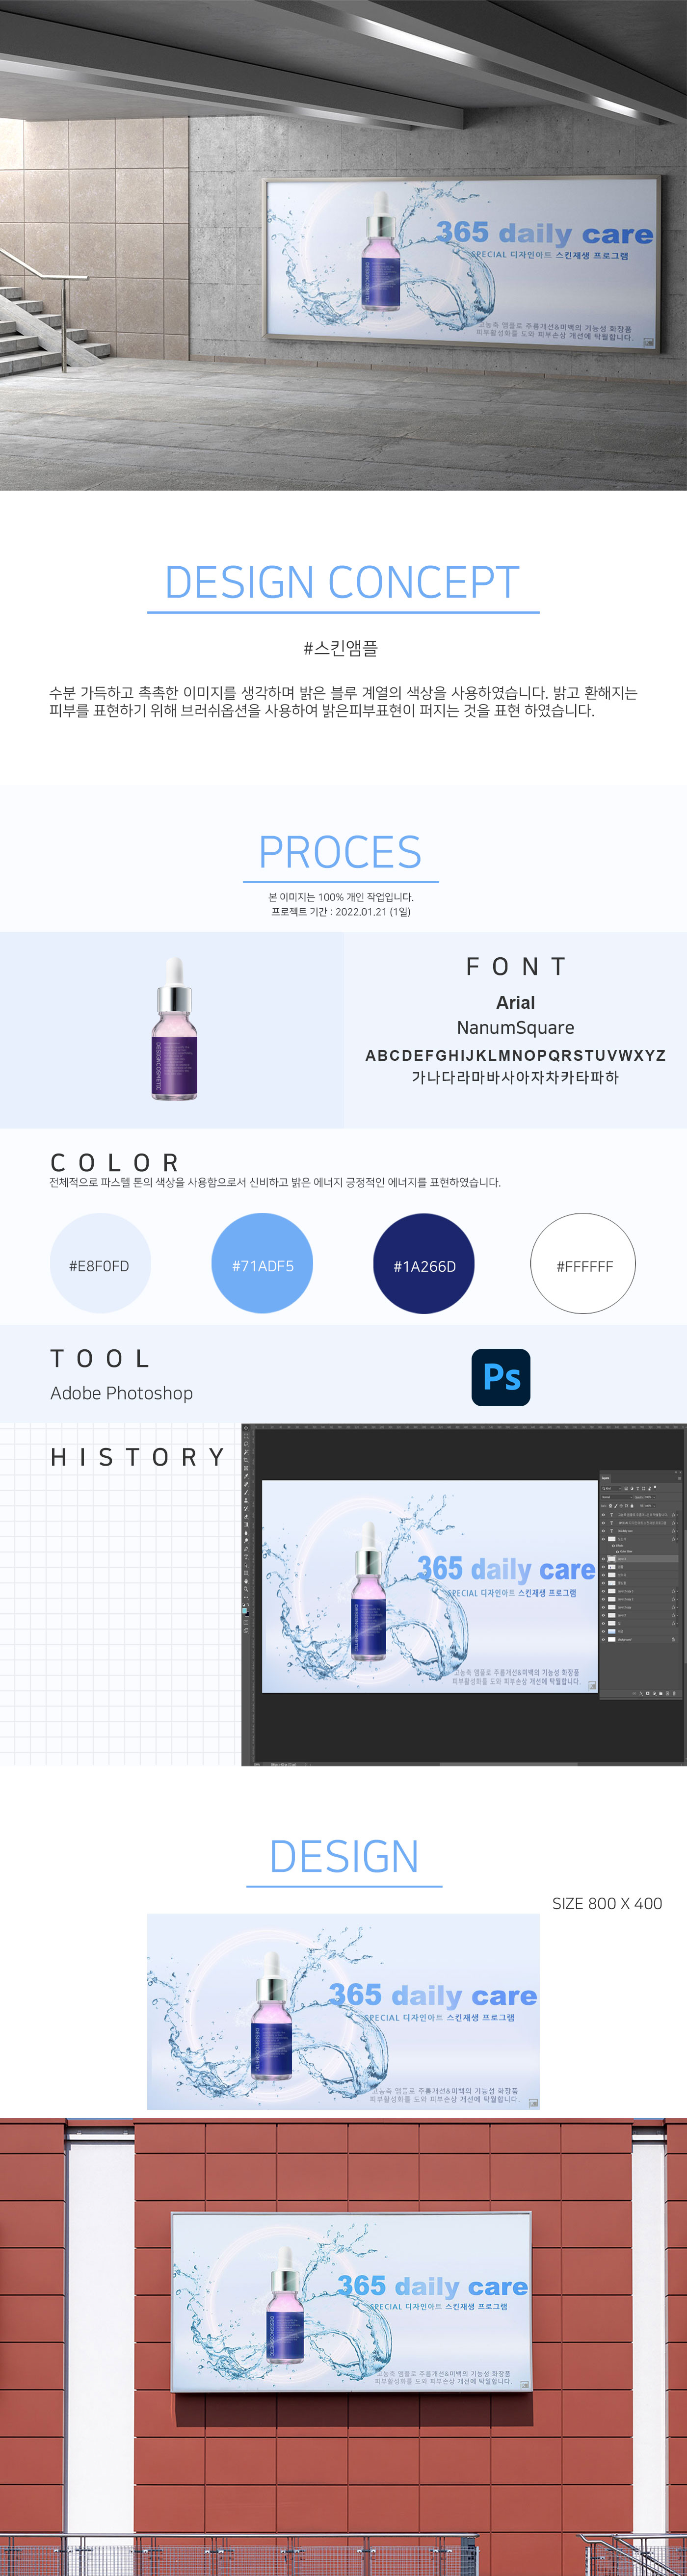 365 daily care
SPECIAL 디자인아트 스킨재생 프로그램
고농축 앰플로 주름개선&미백의 기능성 화장품
피부활성화를 도와 피부손상 개선에 탁월합니다.
DESIGNCOSMETIC
DESIGN CONCEPT
#스킨앰플
수분 가득하고 촉촉한 이미지를 생각하며 밝은 블루 계열의 색상을 사용하였습니다. 밝고 환해지는
피부를 표현하기 위해 브러쉬옵션을 사용하여 밝은피부표현이 퍼지는 것을 표현 하였습니다.
PROCES
본 이미지는 100% 개인 작업입니다.
프로젝트 기간 : 2022.01.21 (1일)
DESIGNCOSMETIC
FONT
Arial
NanumSquare
ABCDEFGHIJKLMNOPQRSTUVWXYZ
가나다라마바사아자차카타파하
COLOR
전체적으로 파스텔 톤의 색상을 사용함으로서 신비하고 밝은 에너지 긍정적인 에너지를 표현하였습니다.
#E8F0FD
#71ADF5
#1A266D
#FFFFFF
TOOL
Adobe Photoshop
Ps
HISTORY
365 daily care
SPECIAL 디자인아트 스킨재생 프로그램
고농축 앰플로 주름개선&미백의 기능성 화장품
피부활성화를 도와 피부손상 개선에 탁월합니다.
DESIGNCOSMETIC
DESIGN
SIZE 800 X 400
365 daily care
SPECIAL 디자인아트 스킨재생 프로그램
고농축 앰플로 주름개선&미백의 기능성 화장품
피부활성화를 도와 피부손상 개선에 탁월합니다.
DESIGNCOSMETIC
365 daily care
SPECIAL 디자인아트 스킨재생 프로그램
고농축 앰플로 주름개선&미백의 기능성 화장품
피부활성화를 도와 피부손상 개선에 탁월합니다.
DESIGNCOSMETIC